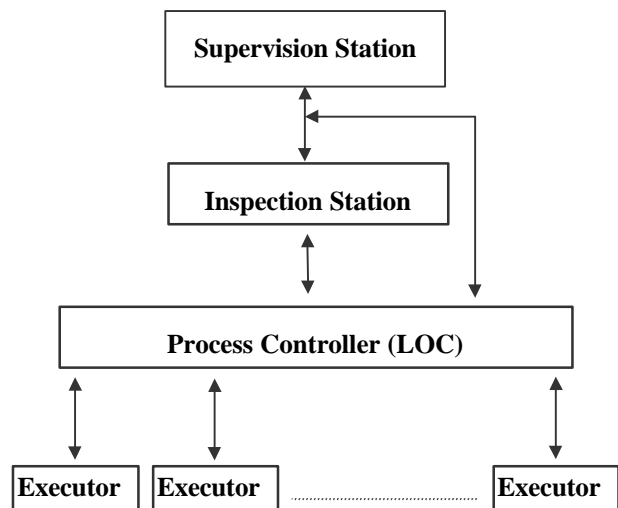 Supervision Station
Inspection Station
Process Controller (LOC)
Executor Executor Executor